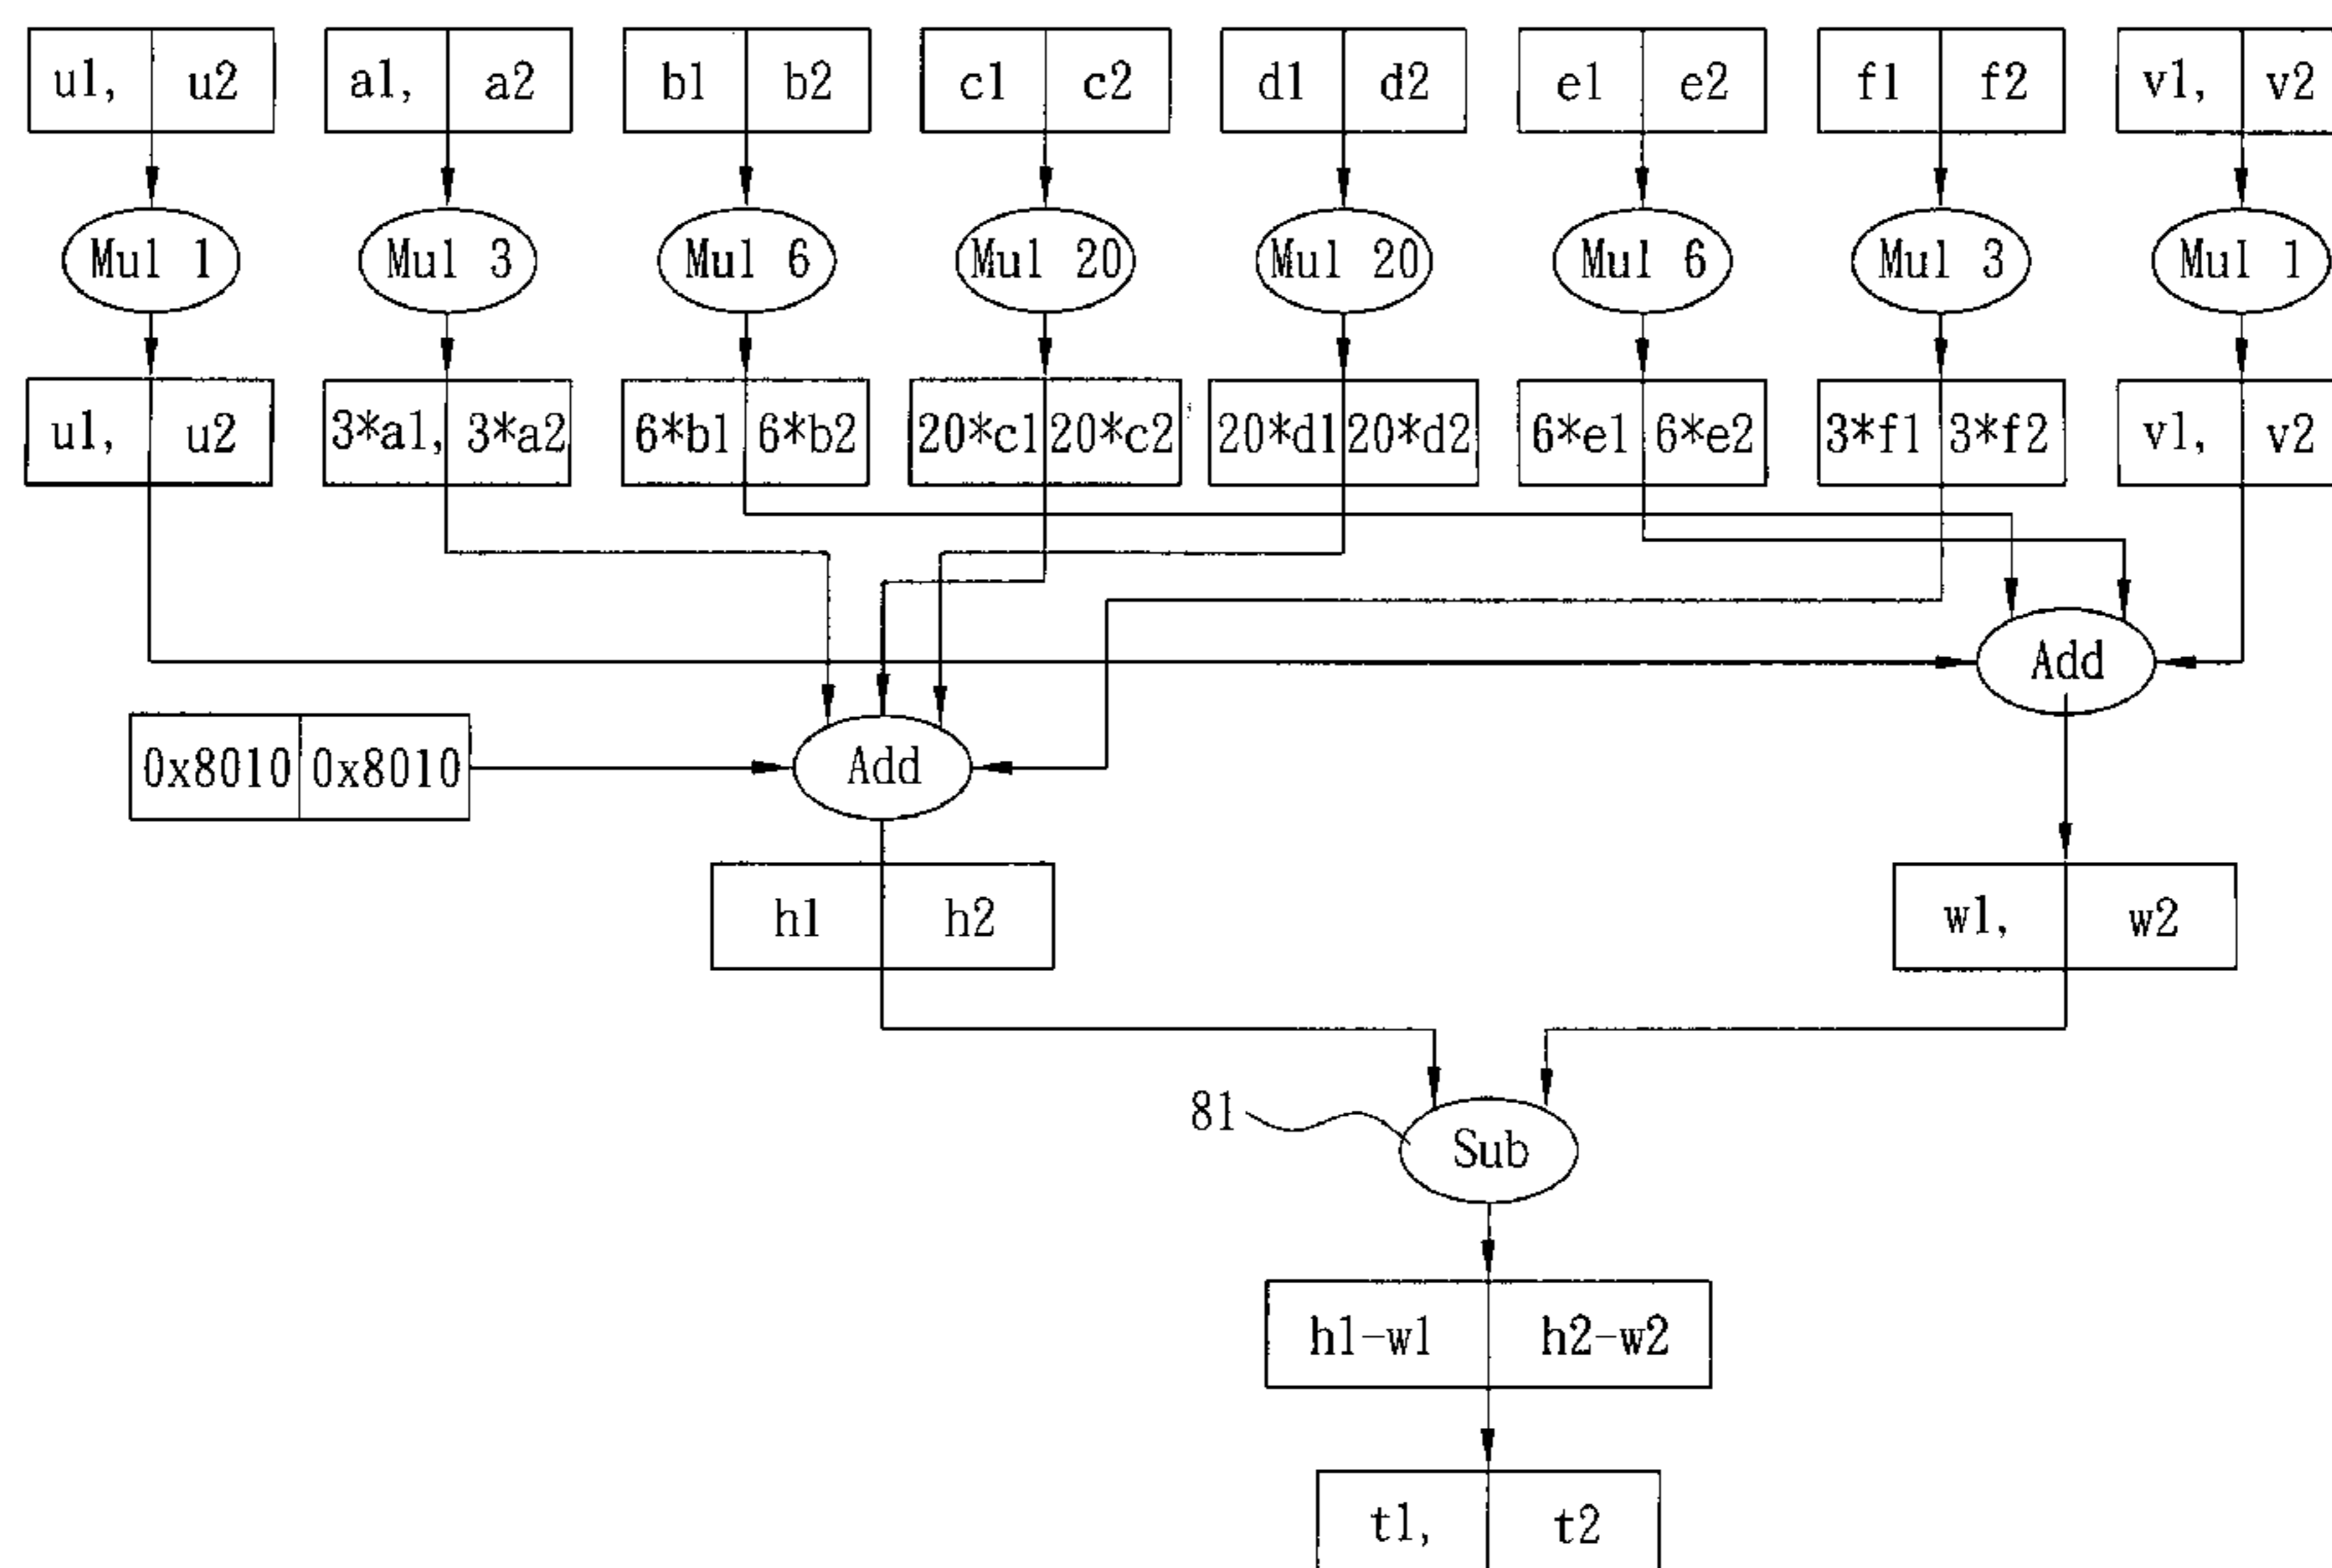 u1, u2 a1, a2 b1 b2 c1 c2 d1 d2 e1 e2 f1 f2 v1, v2
Mul 1 Mul 3 Mul 6 Mul 20 Mul 20 Mul 6 Mul 3 Mul 1
u1, u2 3*a1, 3*a2 6*b1 6*b2 20*c1 20*c2 20*d1 20*d2 6*e1 6*e2 3*f1 3*f2 v1, v2
Add
0x8010 0x8010 Add
h1 h2 w1, w2
81
Sub
h1-w1 h2-w2
t1, t2